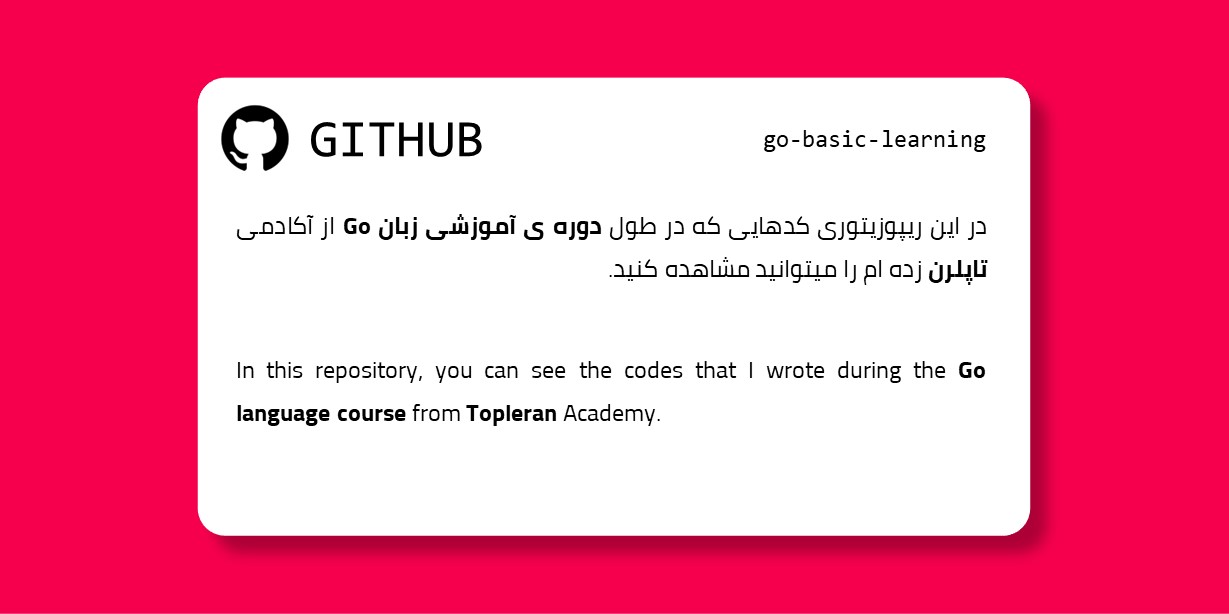 GITHUB
go-basic-learning
در این ریپوزیتوری کدهایی که در طول دوره ی آموزشی زبان Go از آکادمی
تاپلرن زده ام را میتوانید مشاهده کنید.
In this repository, you can see the codes that I wrote during the Go
language course from Topleran Academy.